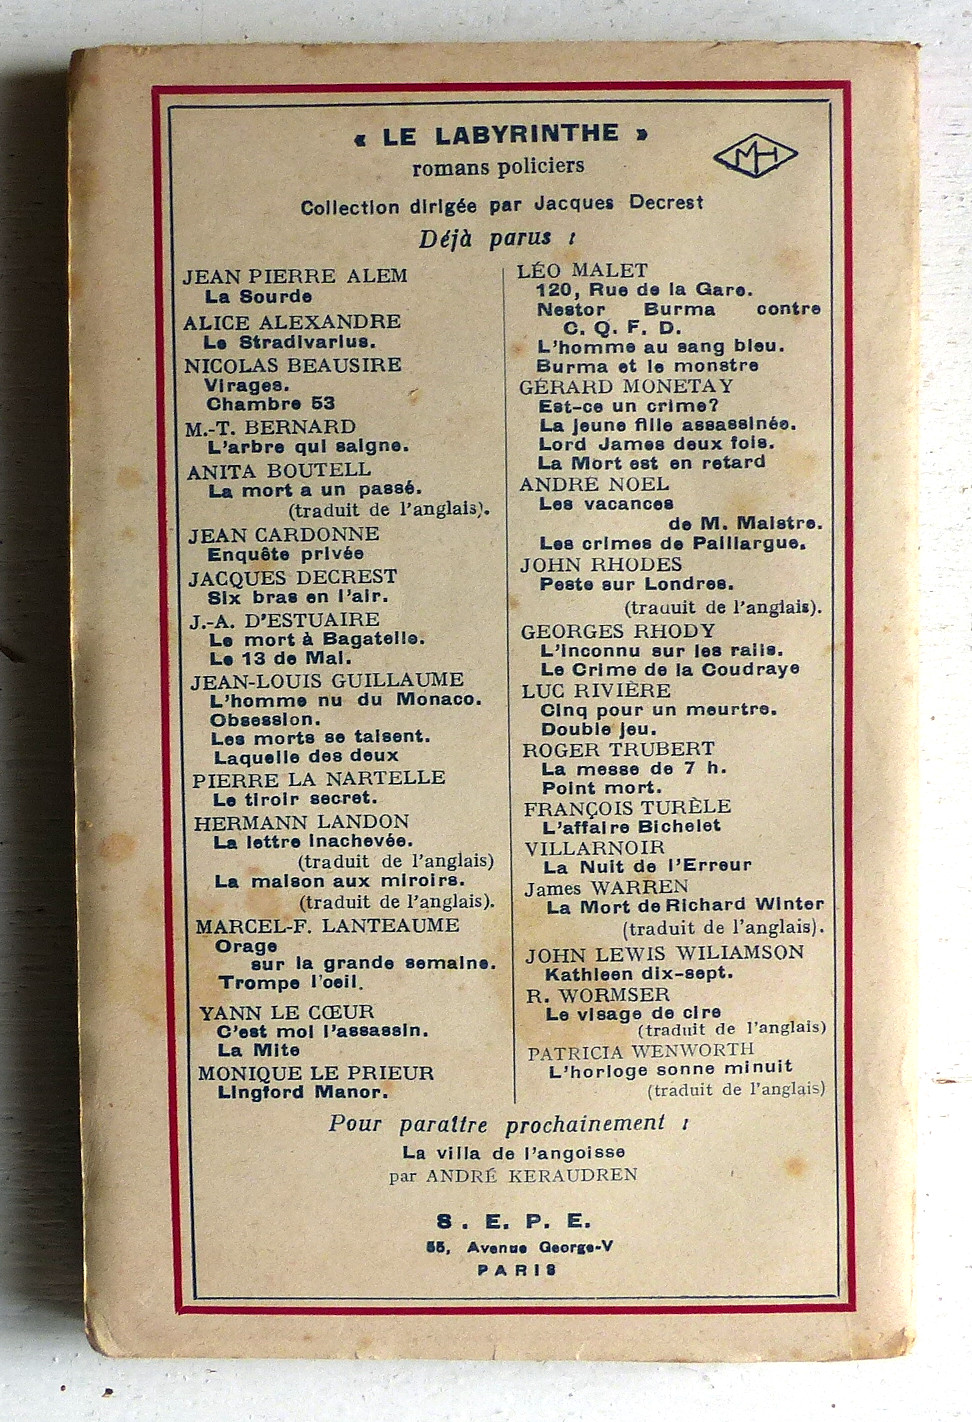 « LE LABYRINTHE »
romans policiers
MH
Collection dirigée par Jacques Decrest
Déjà parus :
JEAN PIERRE ALEM
La Sourde
ALICE ALEXANDRE
Le Stradivarius.
NICOLAS BEAUSIRE
Virages.
Chambre 53
M.-T. BERNARD
L'arbre qui saigne.
ANITA BOUTELL
La mort a un passé.
(traduit de l'anglais).
JEAN CARDONNE
Enquête privée
JACQUES DECREST
Six bras en l'air.
J.-A. D'ESTUAIRE
Le mort à Bagatelle.
Le 13 de Mai.
JEAN-LOUIS GUILLAUME
L'homme nu du Monaco.
Obsession.
Les morts se taisent.
Laquelle des deux
PIERRE LA NARTELLE
Le tiroir secret.
HERMANN LANDON
La lettre inachevée.
(traduit de l'anglais)
La maison aux miroirs.
(traduit de l'anglais).
MARCEL-F. LANTEAUME
Orage
sur la grande semaine.
Trompe l'oeil.
YANN LE CŒUR
C'est moi l'assassin.
La Mite
MONIQUE LE PRIEUR
Lingford Manor.
LÉO MALET
120, Rue de la Gare.
Nestor Burma contre
C. Q. F. D.
L'homme au sang bleu.
Burma et le monstre
GÉRARD MONETAY
Est-ce un crime?
La jeune fille assassinée.
Lord James deux fois.
La Mort est en retard
ANDRE NOEL
Les vacances
de M. Maistre.
Les crimes de Paillargue.
JOHN RHODES
Peste sur Londres.
(traduit de l'anglais).
GEORGES RHODY
L'inconnu sur les rails.
Le Crime de la Coudraye
LUC RIVIÈRE
Cinq pour un meurtre.
Double jeu.
ROGER TRUBERT
La messe de 7 h.
Point mort.
FRANÇOIS TURÈLE
L'affaire Bichelet
VILLARNOIR
La Nuit de l'Erreur
James WARREN
La Mort de Richard Winter
(traduit de l'anglais).
JOHN LEWIS WILIAMSON
Kathleen dix-sept.
R. WORMSER
Le visage de cire
(traduit de l'anglais)
PATRICIA WENWORTH
L'horloge sonne minuit
(traduit de l'anglais)
Pour paraître prochainement :
La villa de l'angoisse
par ANDRÉ KERAUDREN
S. E. P. E.
55, Avenue George-V
PARIS